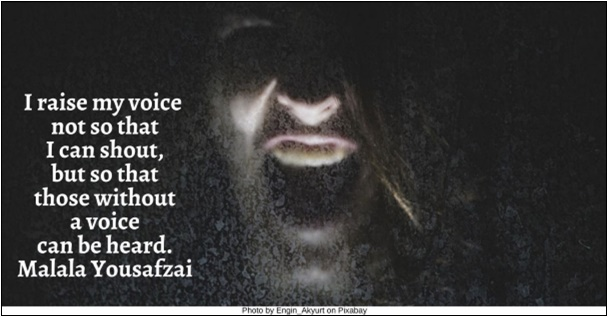 I raise my voice
not so that
I can shout,
but so that
those without
a voice
can be heard.
Malala Yousafzai
Photo by Engin_Akyurt on Pixabay